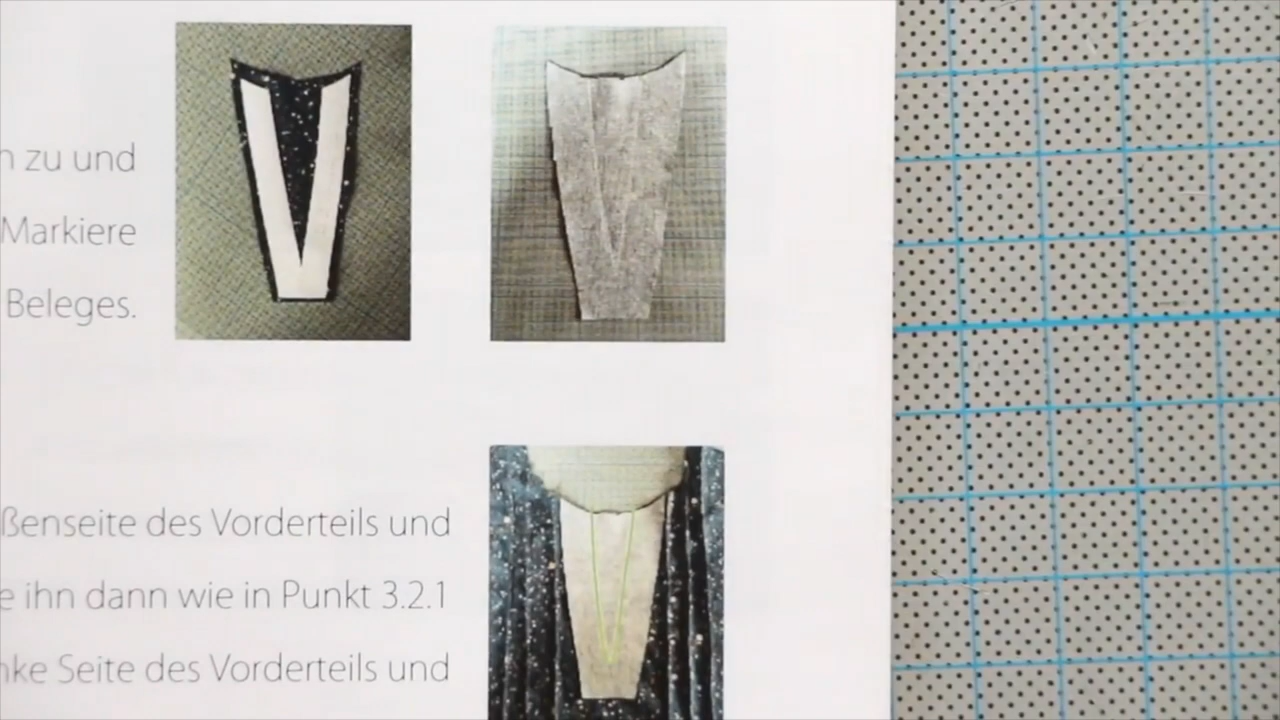 n zu und
Markiere
Beleges.
ßenseite des Vorderteils und
e ihn dann wie in Punkt 3.2.1
nke Seite des Vorderteils und